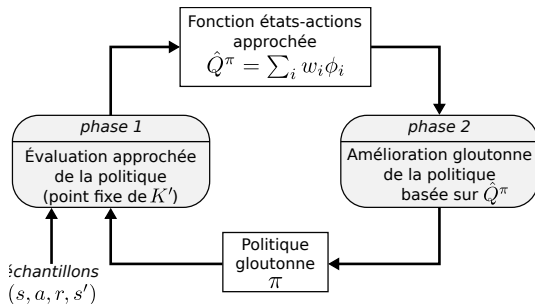 Fonction états-actions
approchée
$\hat{Q}^\pi = \sum_i w_i \phi_i$
phase 1
Évaluation approchée
de la politique
(point fixe de $K'$)
phase 2
Amélioration gloutonne
de la politique
basée sur $\hat{Q}^\pi$
Politique
gloutonne
$\pi$
échantillons
$(s, a, r, s')$